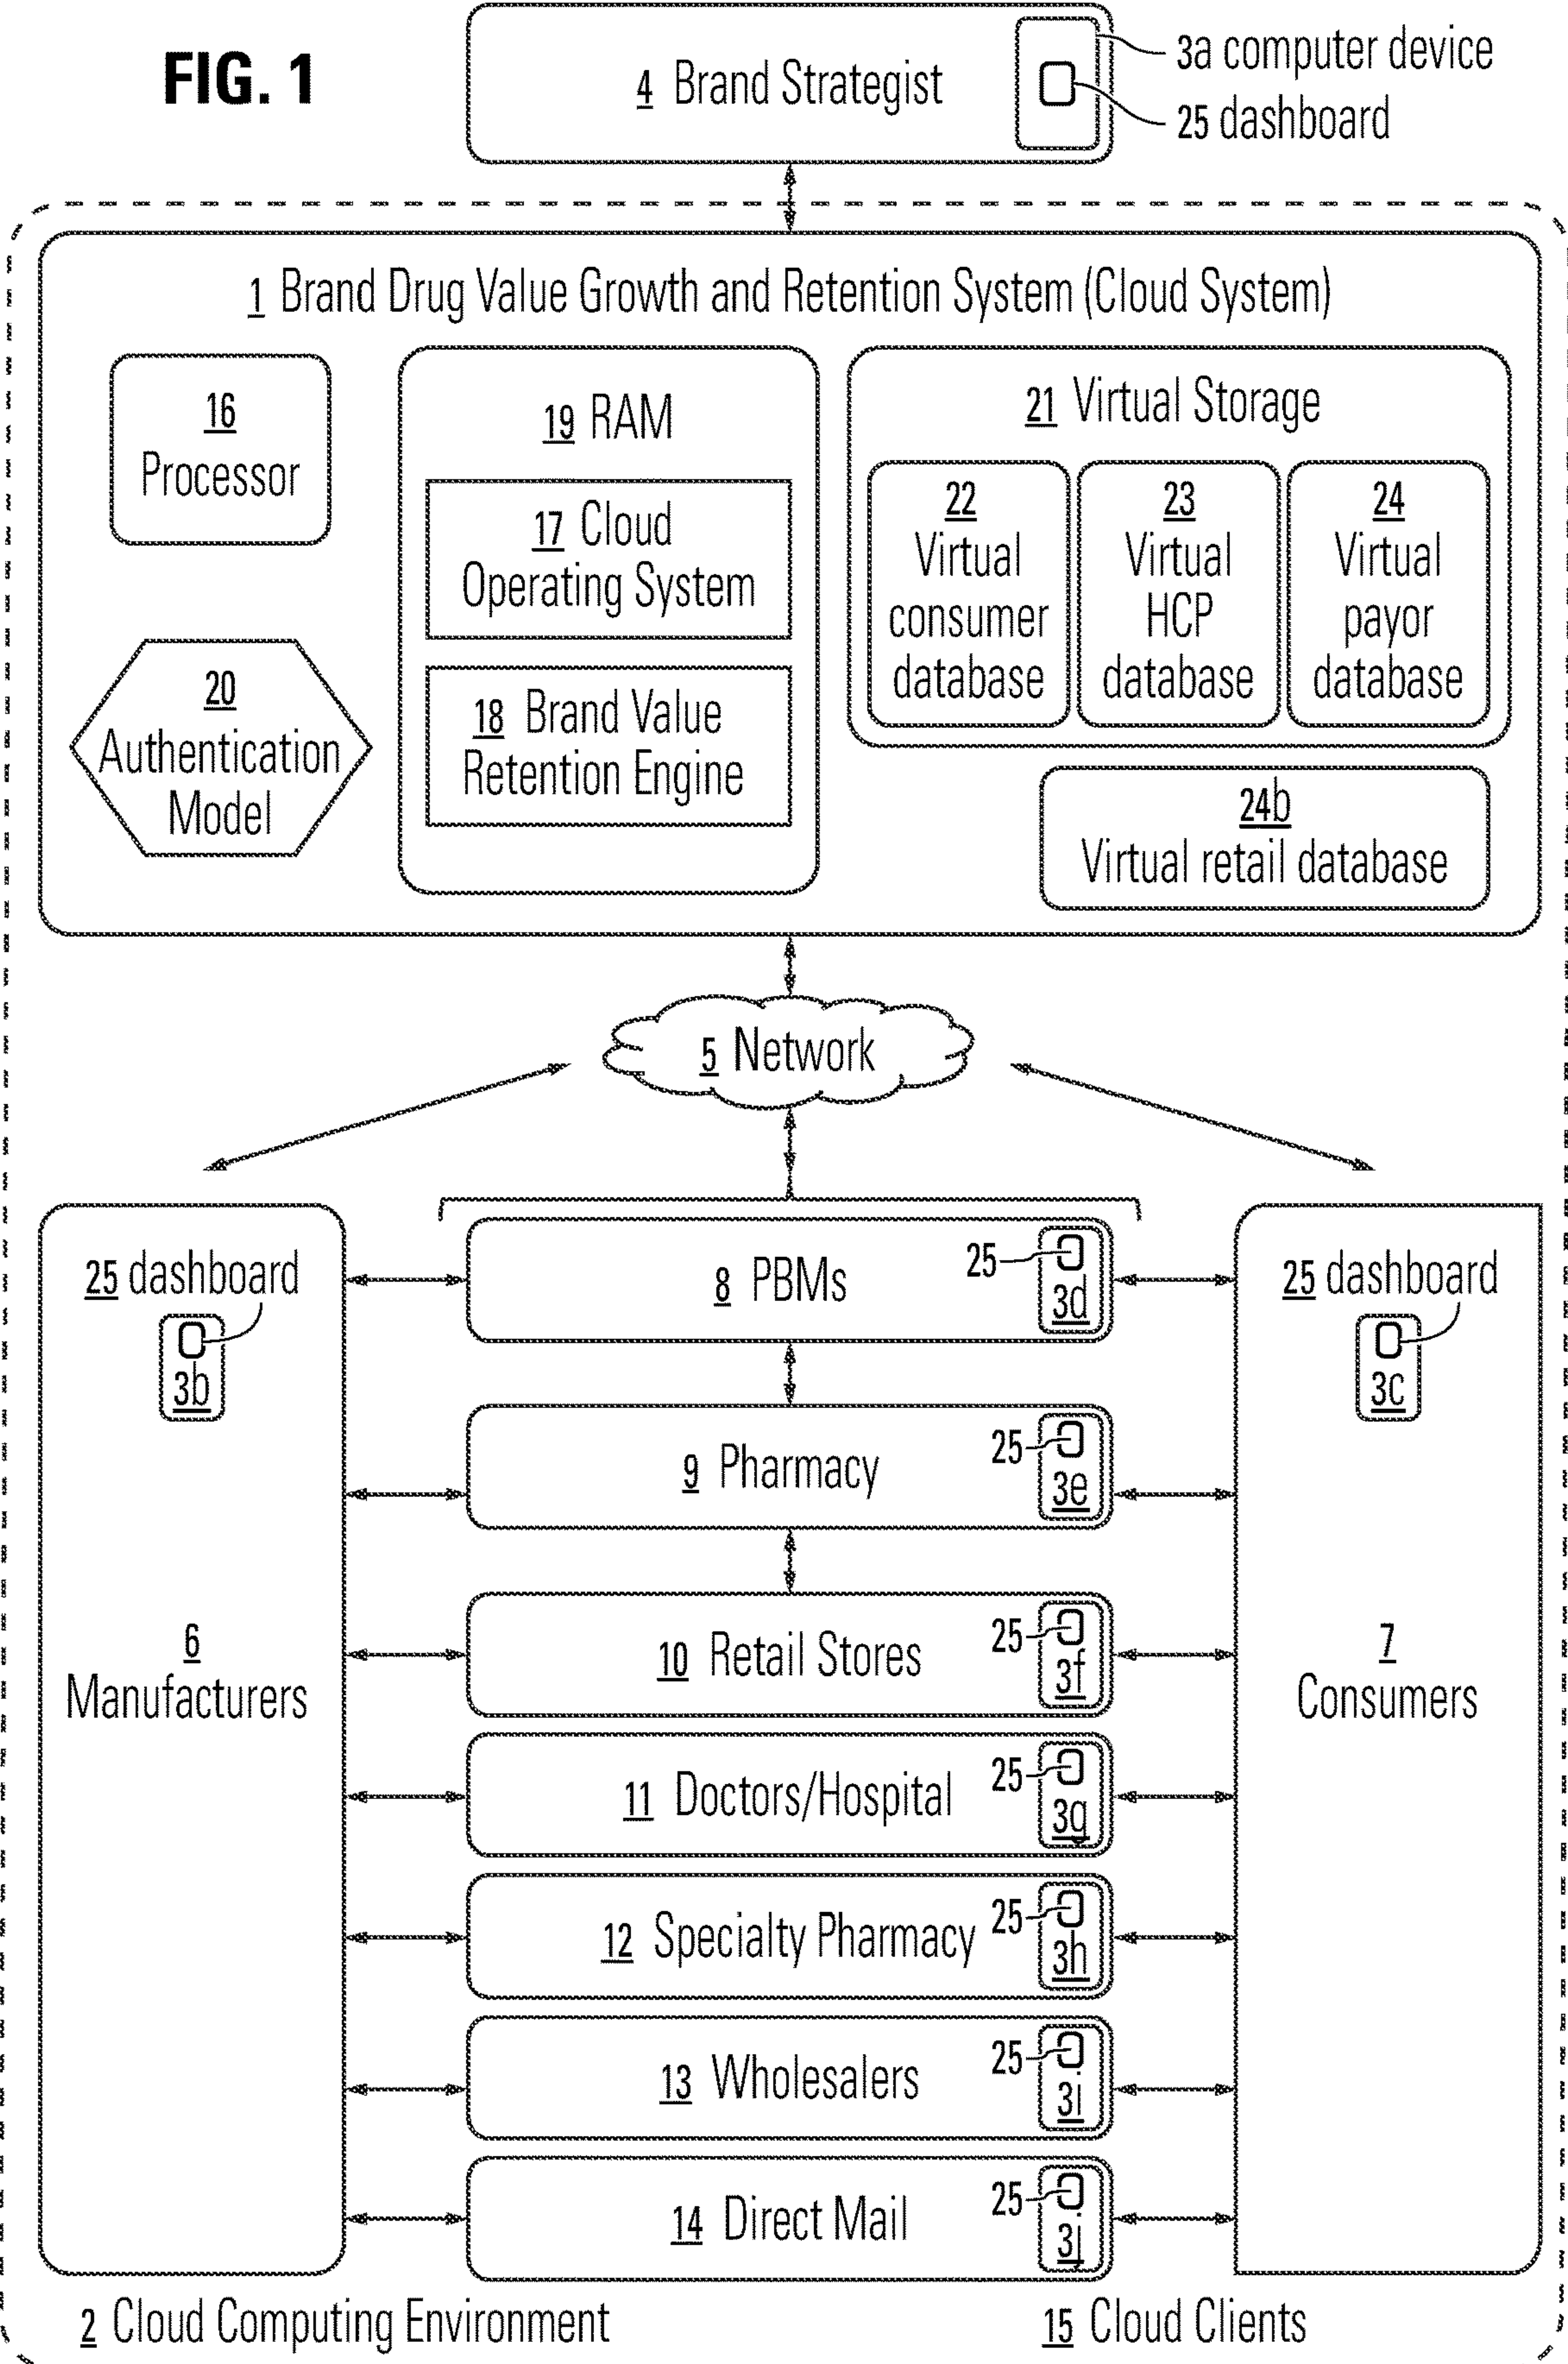 FIG. 1
4 Brand Strategist
3a computer device
25 dashboard
1 Brand Drug Value Growth and Retention System (Cloud System)
16
Processor
20
Authentication
Model
19 RAM
17 Cloud
Operating System
18 Brand Value
Retention Engine
21 Virtual Storage
22
Virtual
consumer
database
23
Virtual
HCP
database
24
Virtual
payor
database
24b
Virtual retail database
5 Network
25 dashboard
3b
6
Manufacturers
8 PBMs
25
3d
9 Pharmacy
25
3e
10 Retail Stores
25
3f
11 Doctors/Hospital
25
3g
12 Specialty Pharmacy
25
3h
13 Wholesalers
25
3i
14 Direct Mail
25
3j
25 dashboard
3c
7
Consumers
2 Cloud Computing Environment
15 Cloud Clients